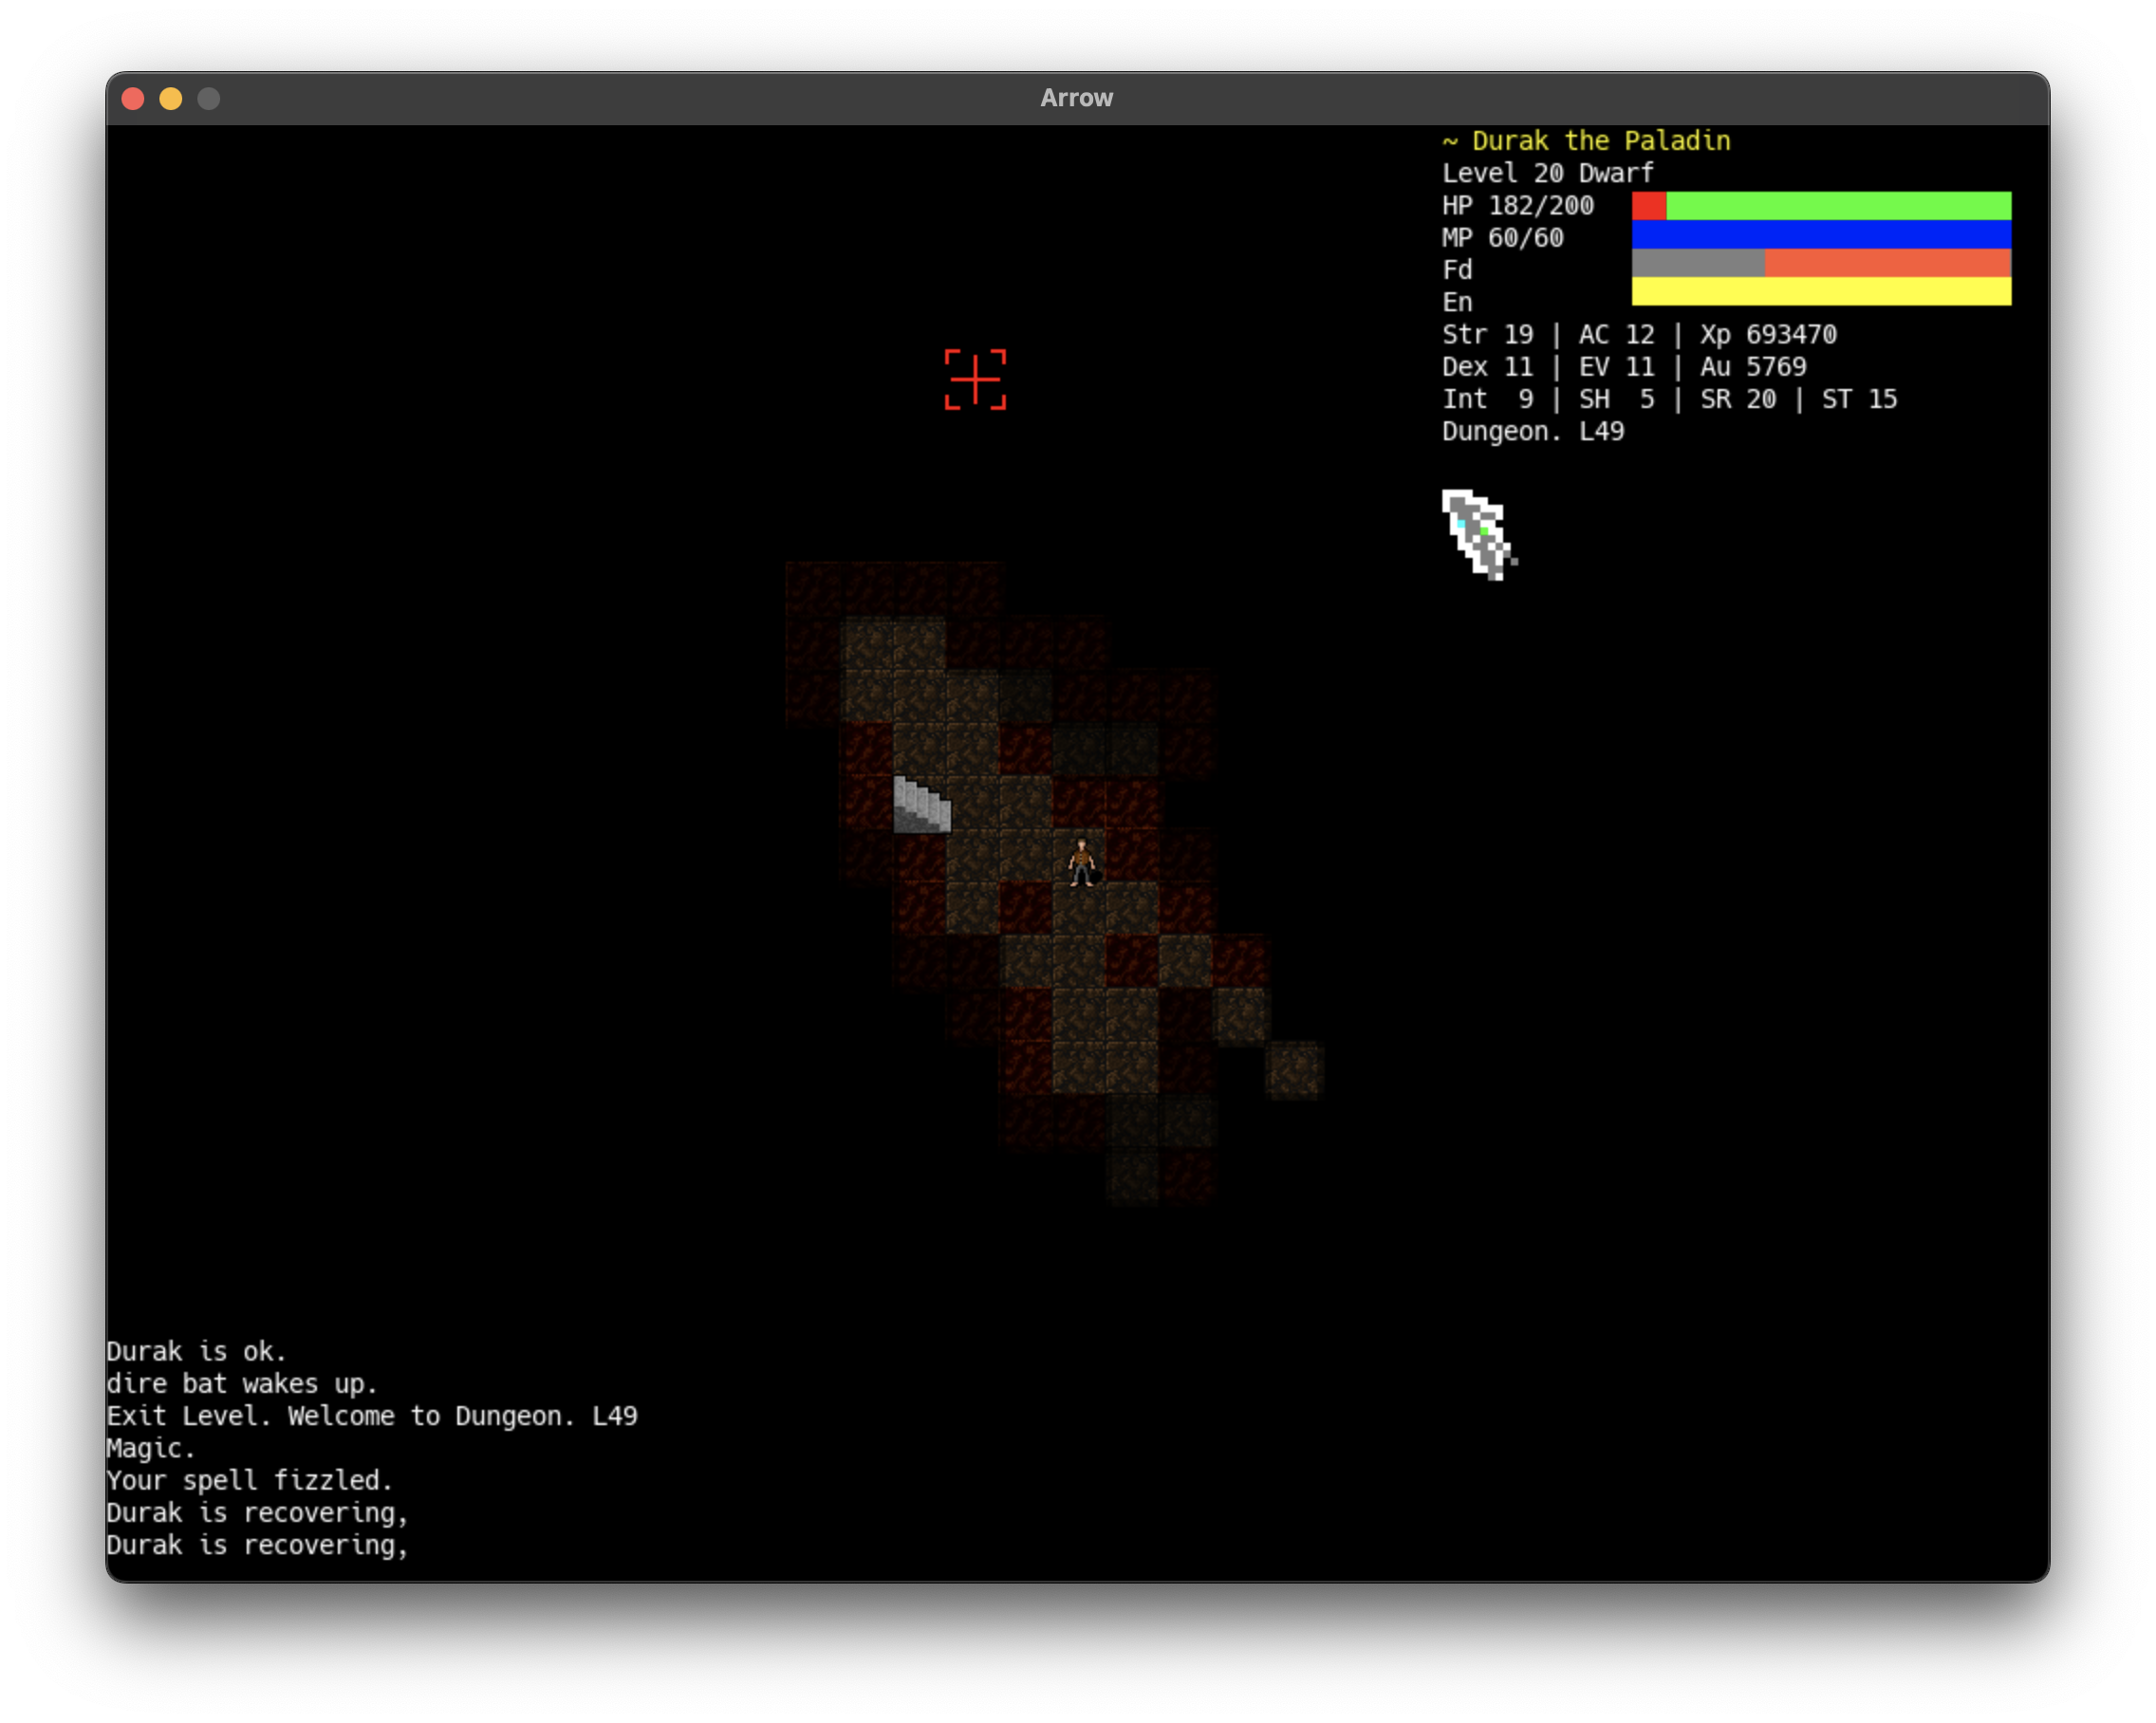 Arrow
~ Durak the Paladin
Level 20 Dwarf
HP 182/200
MP 60/60
Fd
En
Str 19 | AC 12 | Xp 693470
Dex 11 | EV 11 | Au 5769
Int  9 | SH  5 | SR 20 | ST 15
Dungeon. L49
Durak is ok.
dire bat wakes up.
Exit Level. Welcome to Dungeon. L49
Magic.
Your spell fizzled.
Durak is recovering,
Durak is recovering,